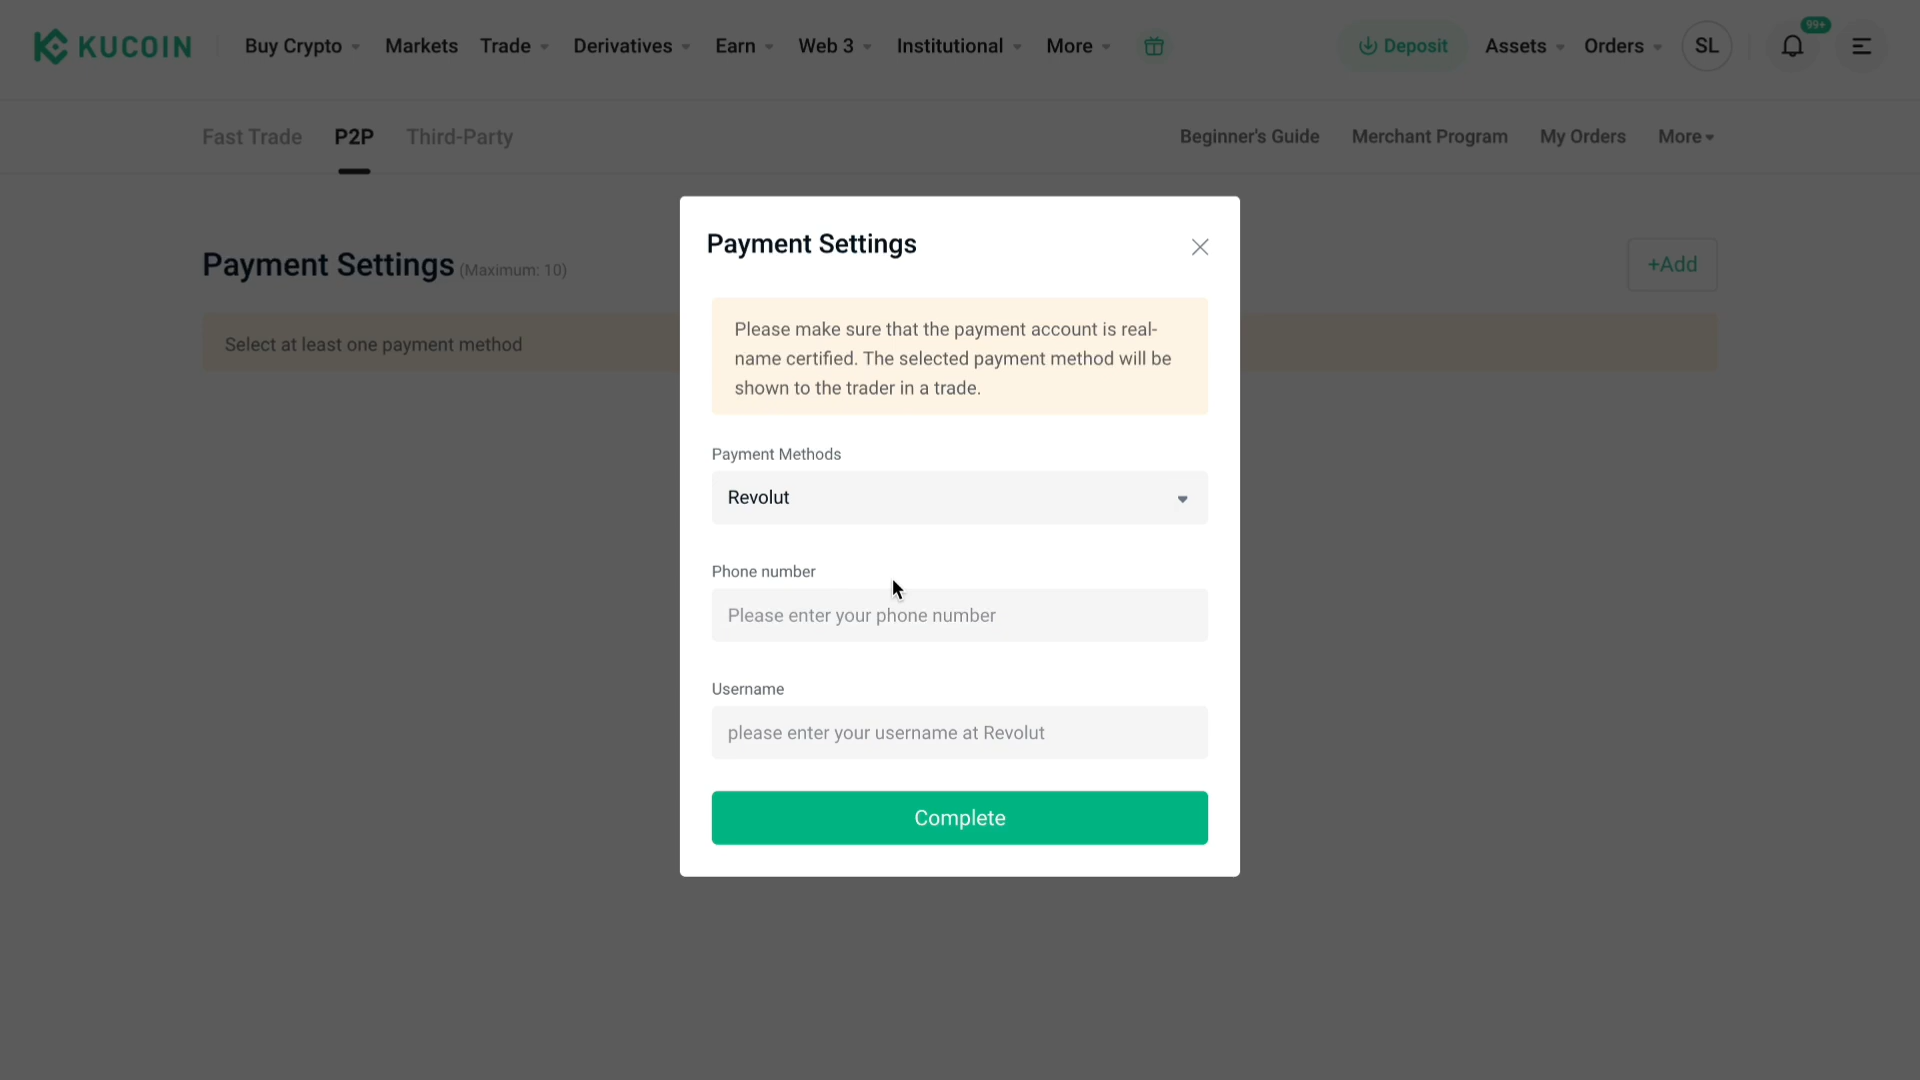 KUCOIN Buy Crypto Markets Trade Derivatives Earn Web 3 Institutional More Deposit Assets Orders SL 99+
Fast Trade P2P Third-Party Beginner's Guide Merchant Program My Orders More
Payment Settings (Maximum: 10) +Add
Select at least one payment method
Payment Settings
Please make sure that the payment account is real-
name certified. The selected payment method will be
shown to the trader in a trade.
Payment Methods
Revolut
Phone number
Please enter your phone number
Username
please enter your username at Revolut
Complete